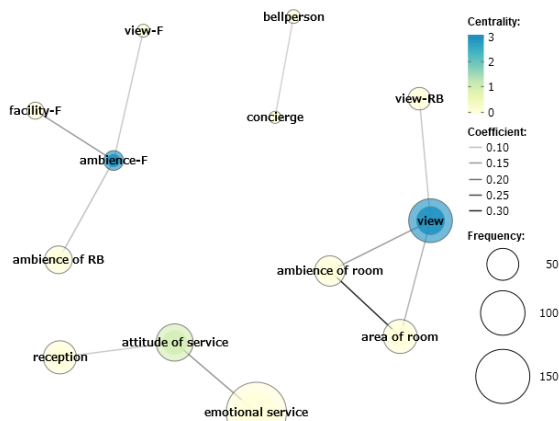 bellperson
view-F
Centrality:
3
2
1
0
view-RB
facility-F
concierge
Coefficient:
0.10
0.15
0.20
0.25
0.30
ambience-F
view
Frequency:
50
100
150
ambience of RB
ambience of room
area of room
attitude of service
reception
emotional service